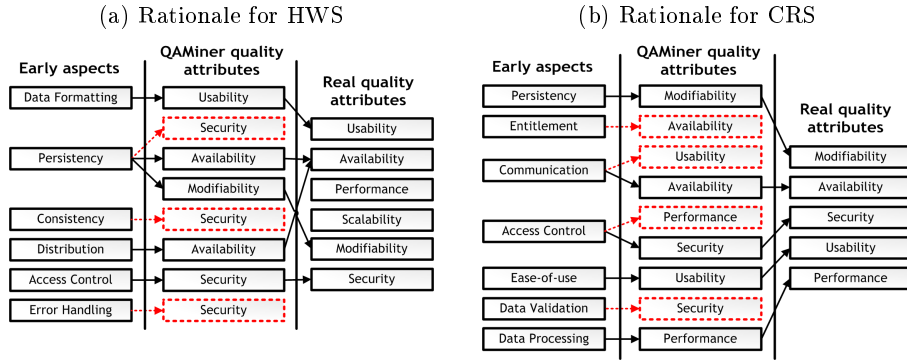 (a) Rationale for HWS
Early aspects
QAMiner quality
attributes
Real quality
attributes
Data Formatting
Usability
Security
Usability
Persistency
Availability
Availability
Modifiability
Performance
Consistency
Security
Scalability
Distribution
Availability
Modifiability
Access Control
Security
Security
Error Handling
Security
(b) Rationale for CRS
Early aspects
QAMiner quality
attributes
Real quality
attributes
Persistency
Modifiability
Entitlement
Availability
Communication
Usability
Modifiability
Availability
Availability
Access Control
Performance
Security
Security
Usability
Ease-of-use
Usability
Performance
Data Validation
Security
Data Processing
Performance